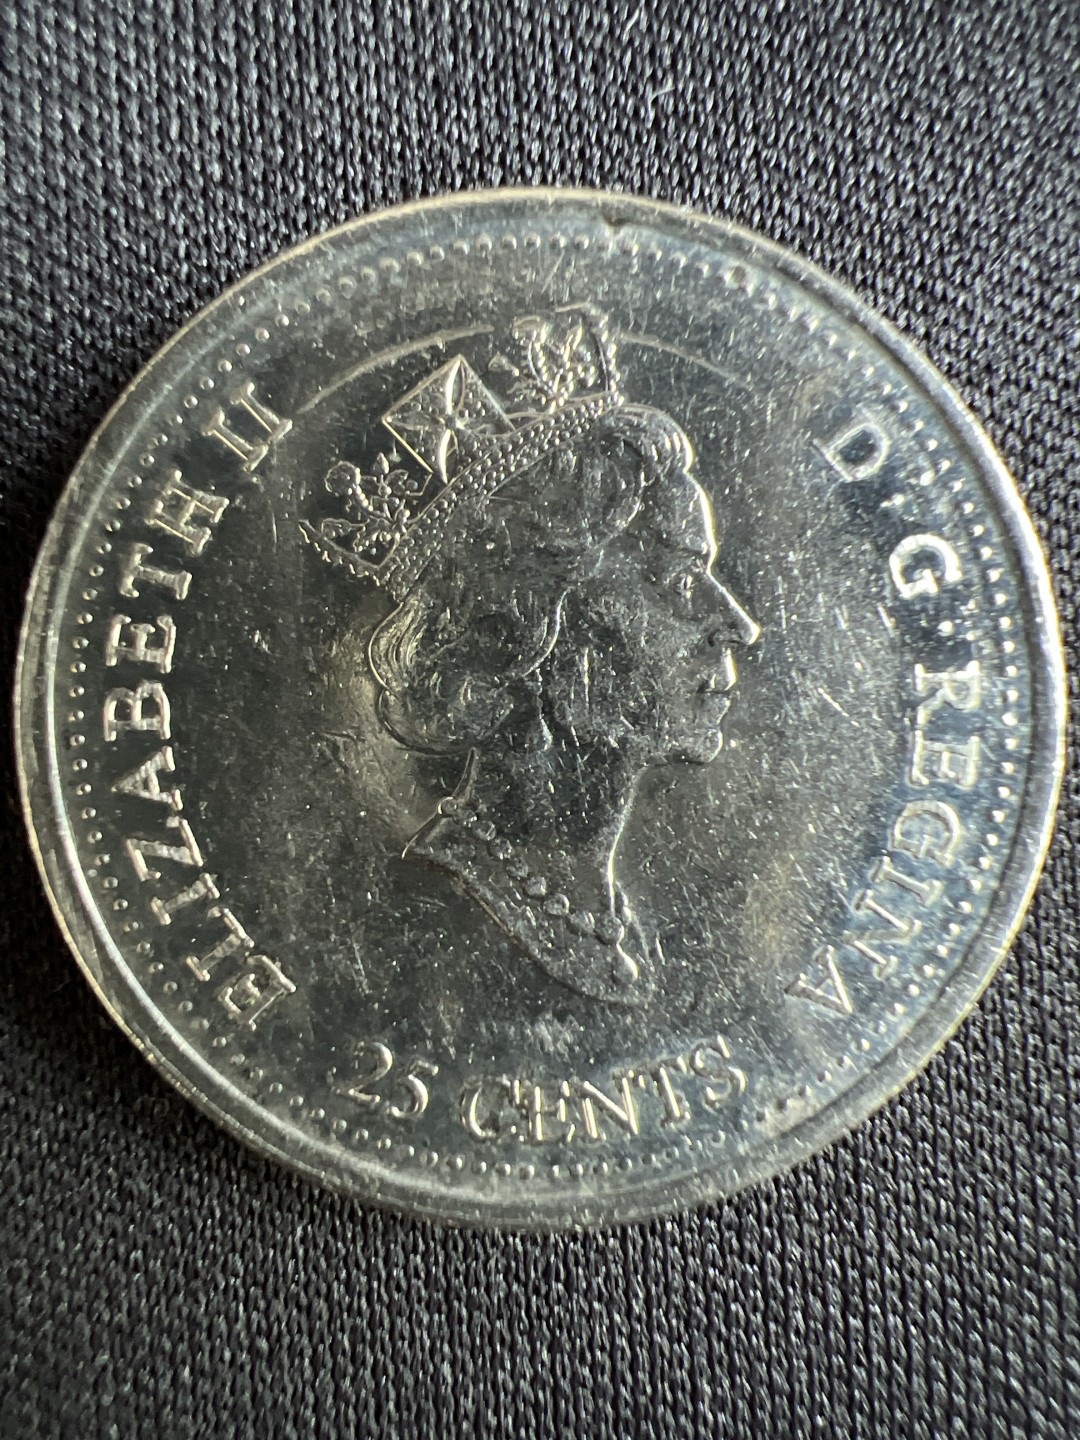 ELIZABETH II
D·G·REGINA
25 CENTS